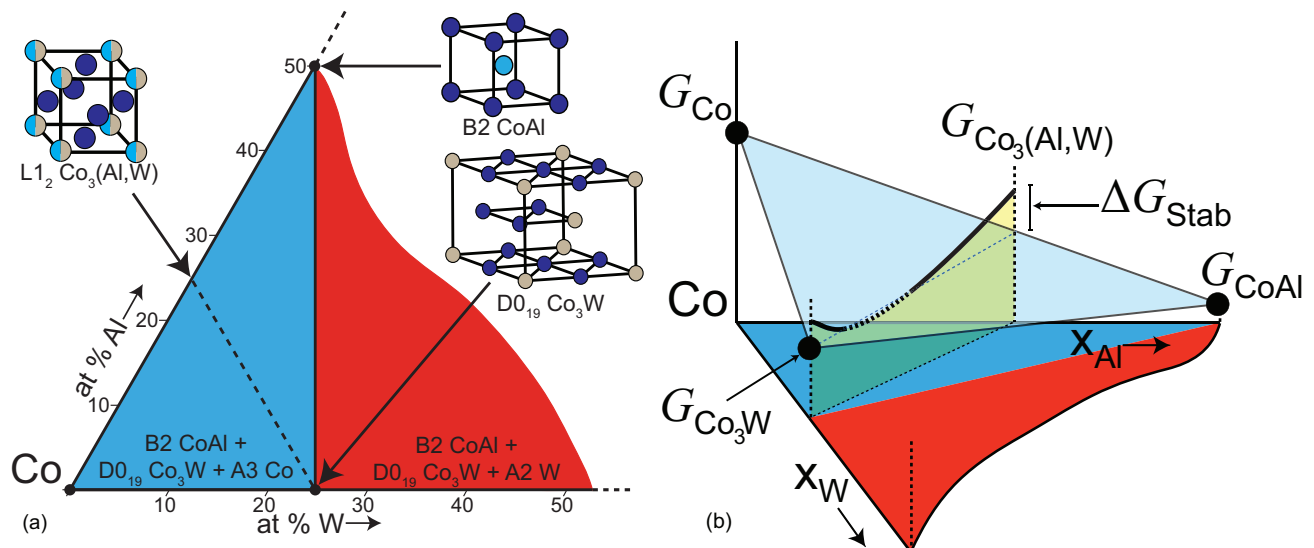 50
B2 CoAl
L1₂ Co₃(Al,W)
40
30
D0₁₉ Co₃W
at % Al→
20
10
B2 CoAl +
D0₁₉ Co₃W + A3 Co
B2 CoAl +
D0₁₉ Co₃W + A2 W
Co
10
20
30
40
50
at % W→
(a)
G_Co
G_Co₃(Al,W)
ΔG_Stab
G_CoAl
Co
X_Al
G_Co₃W
X_W
(b)